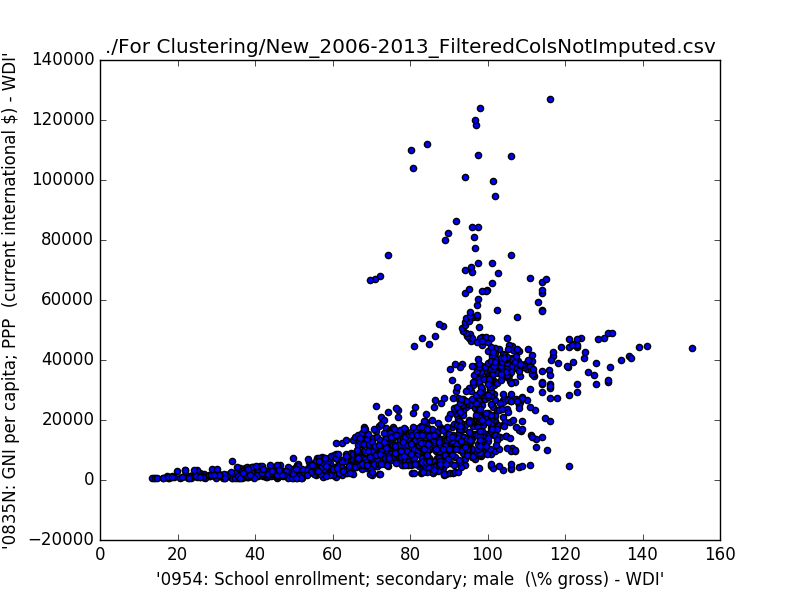 ./For Clustering/New_2006-2013_FilteredColsNotImputed.csv
'0835N: GNI per capita; PPP  (current international $) - WDI'
140000
120000
100000
80000
60000
40000
20000
0
−20000
0 20 40 60 80 100 120 140 160
'0954: School enrollment; secondary; male  (\% gross) - WDI'